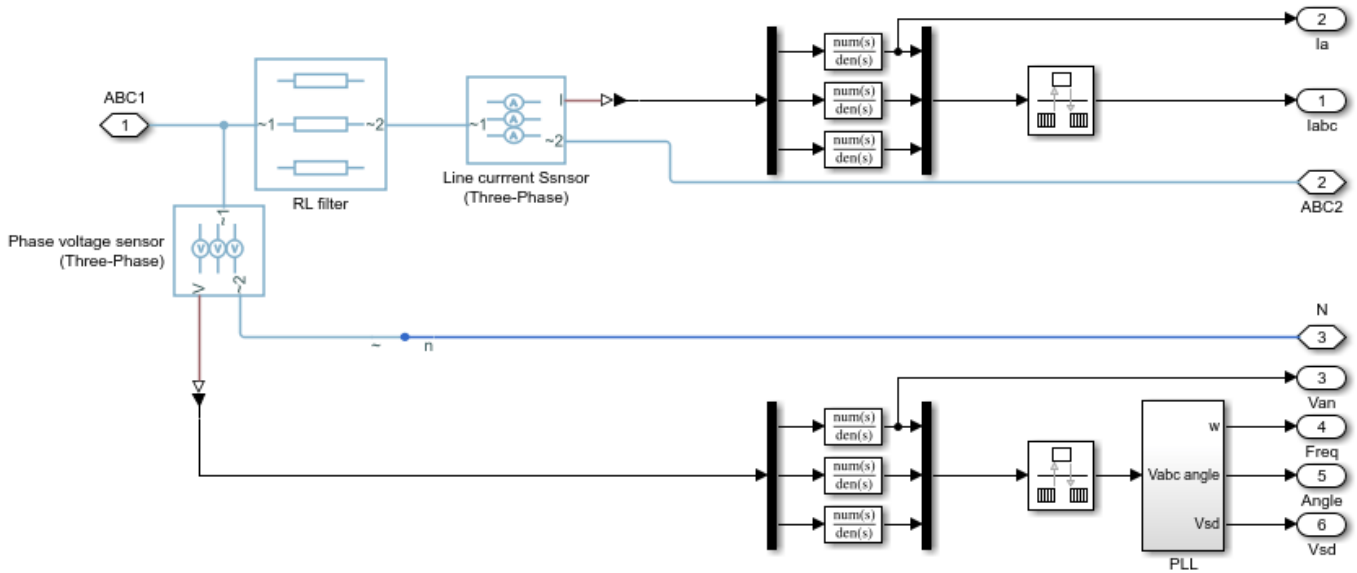 2
Ia
num(s)
den(s)
ABC1
1
~1
~2
RL filter
~1
A
A
A
I
~2
Line currrent Ssnsor
(Three-Phase)
num(s)
den(s)
num(s)
den(s)
1
Iabc
2
ABC2
Phase voltage sensor
(Three-Phase)
~1
V
V
V
V
~2
~
n
N
3
3
Van
num(s)
den(s)
num(s)
den(s)
num(s)
den(s)
w
Vabc angle
Vsd
PLL
4
Freq
5
Angle
6
Vsd